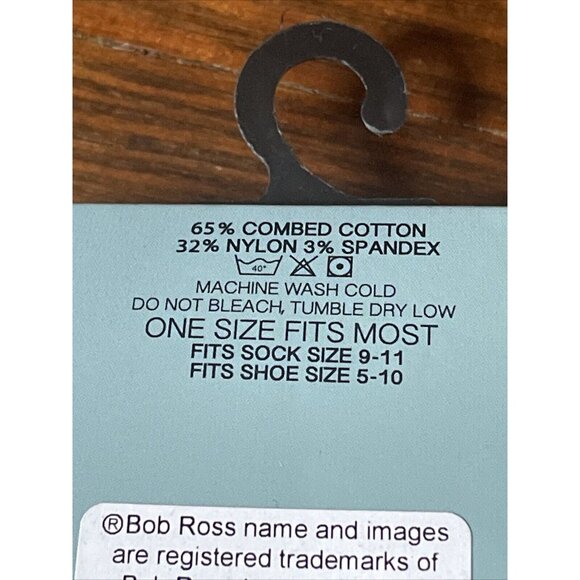 65% COMBED COTTON
32% NYLON 3% SPANDEX
40°
MACHINE WASH COLD
DO NOT BLEACH, TUMBLE DRY LOW
ONE SIZE FITS MOST
FITS SOCK SIZE 9-11
FITS SHOE SIZE 5-10
®Bob Ross name and images
are registered trademarks of
Bob